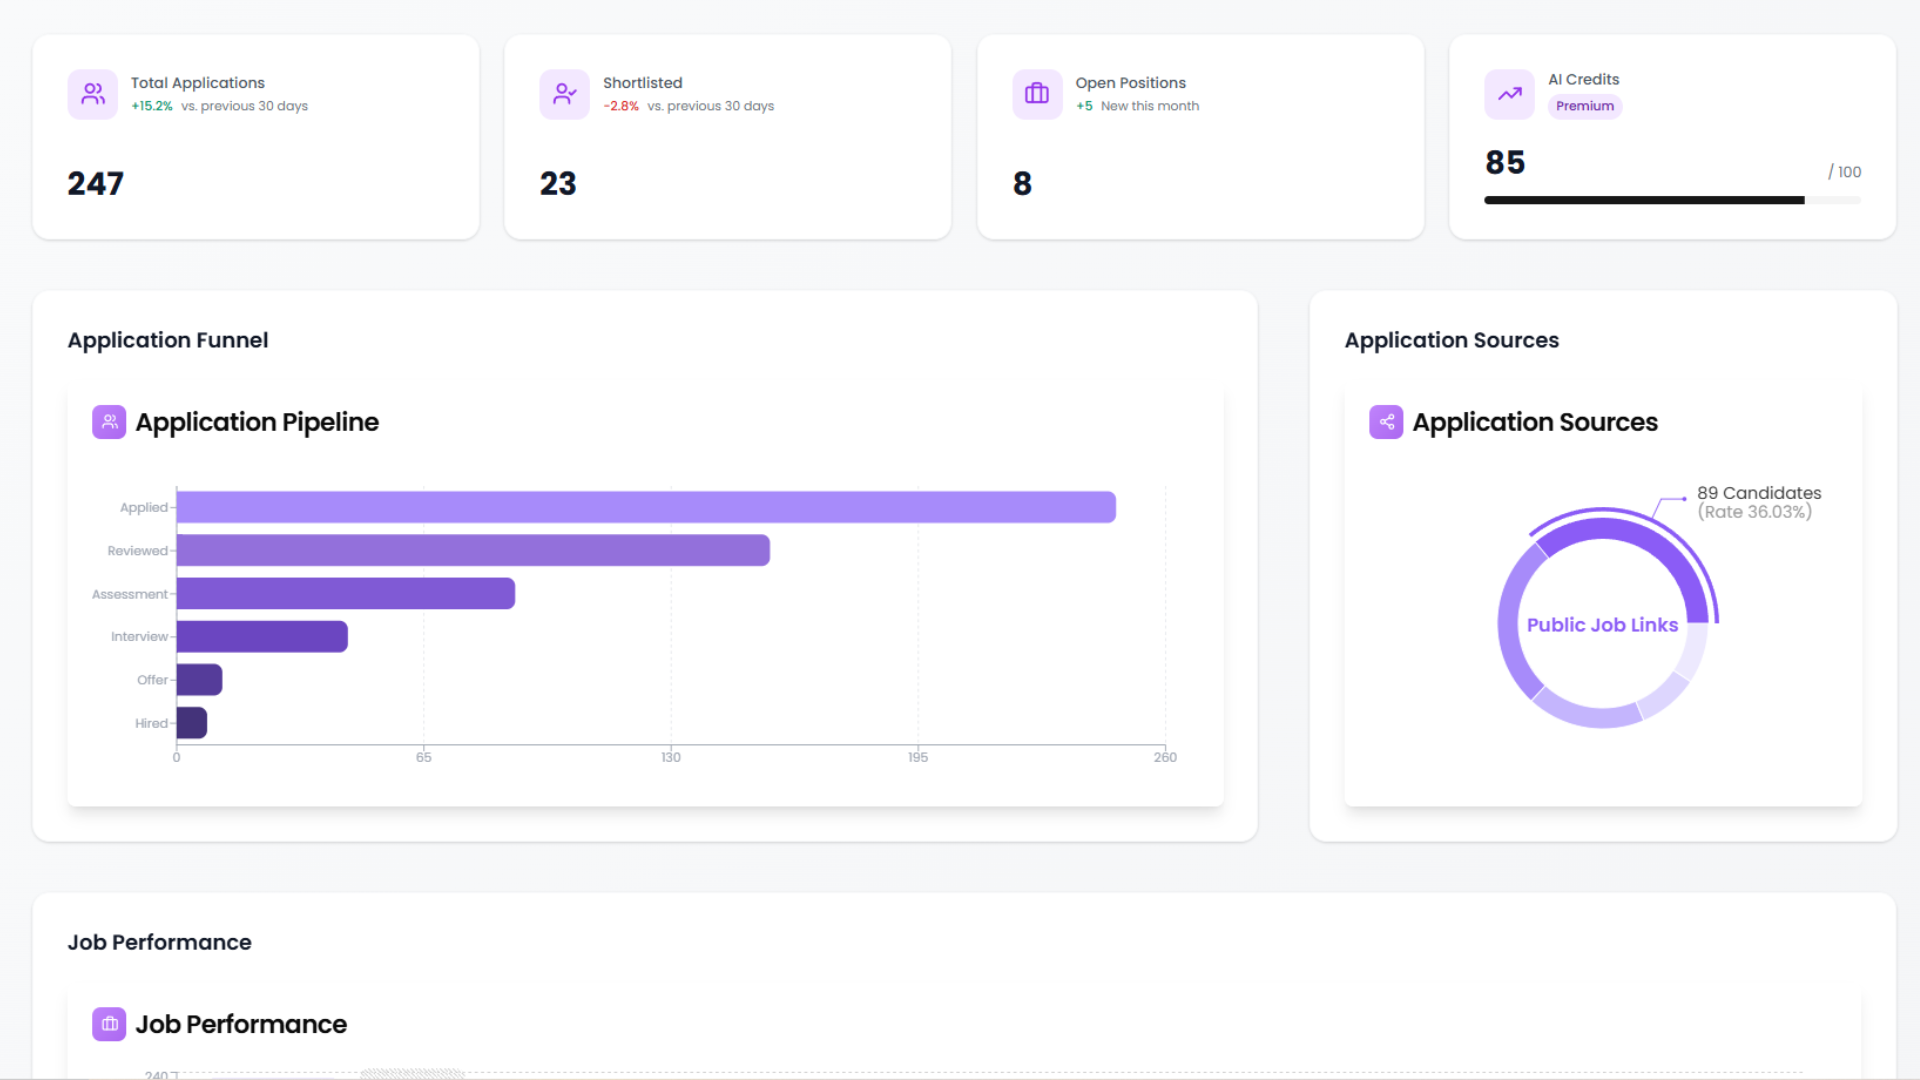 Total Applications
+15.2% vs. previous 30 days
247
Shortlisted
-2.8% vs. previous 30 days
23
Open Positions
+5 New this month
8
AI Credits
Premium
85
/ 100
Application Funnel
Application Pipeline
Applied
Reviewed
Assessment
Interview
Offer
Hired
0 65 130 195 260
Application Sources
Application Sources
89 Candidates
(Rate 36.03%)
Public Job Links
Job Performance
Job Performance
240